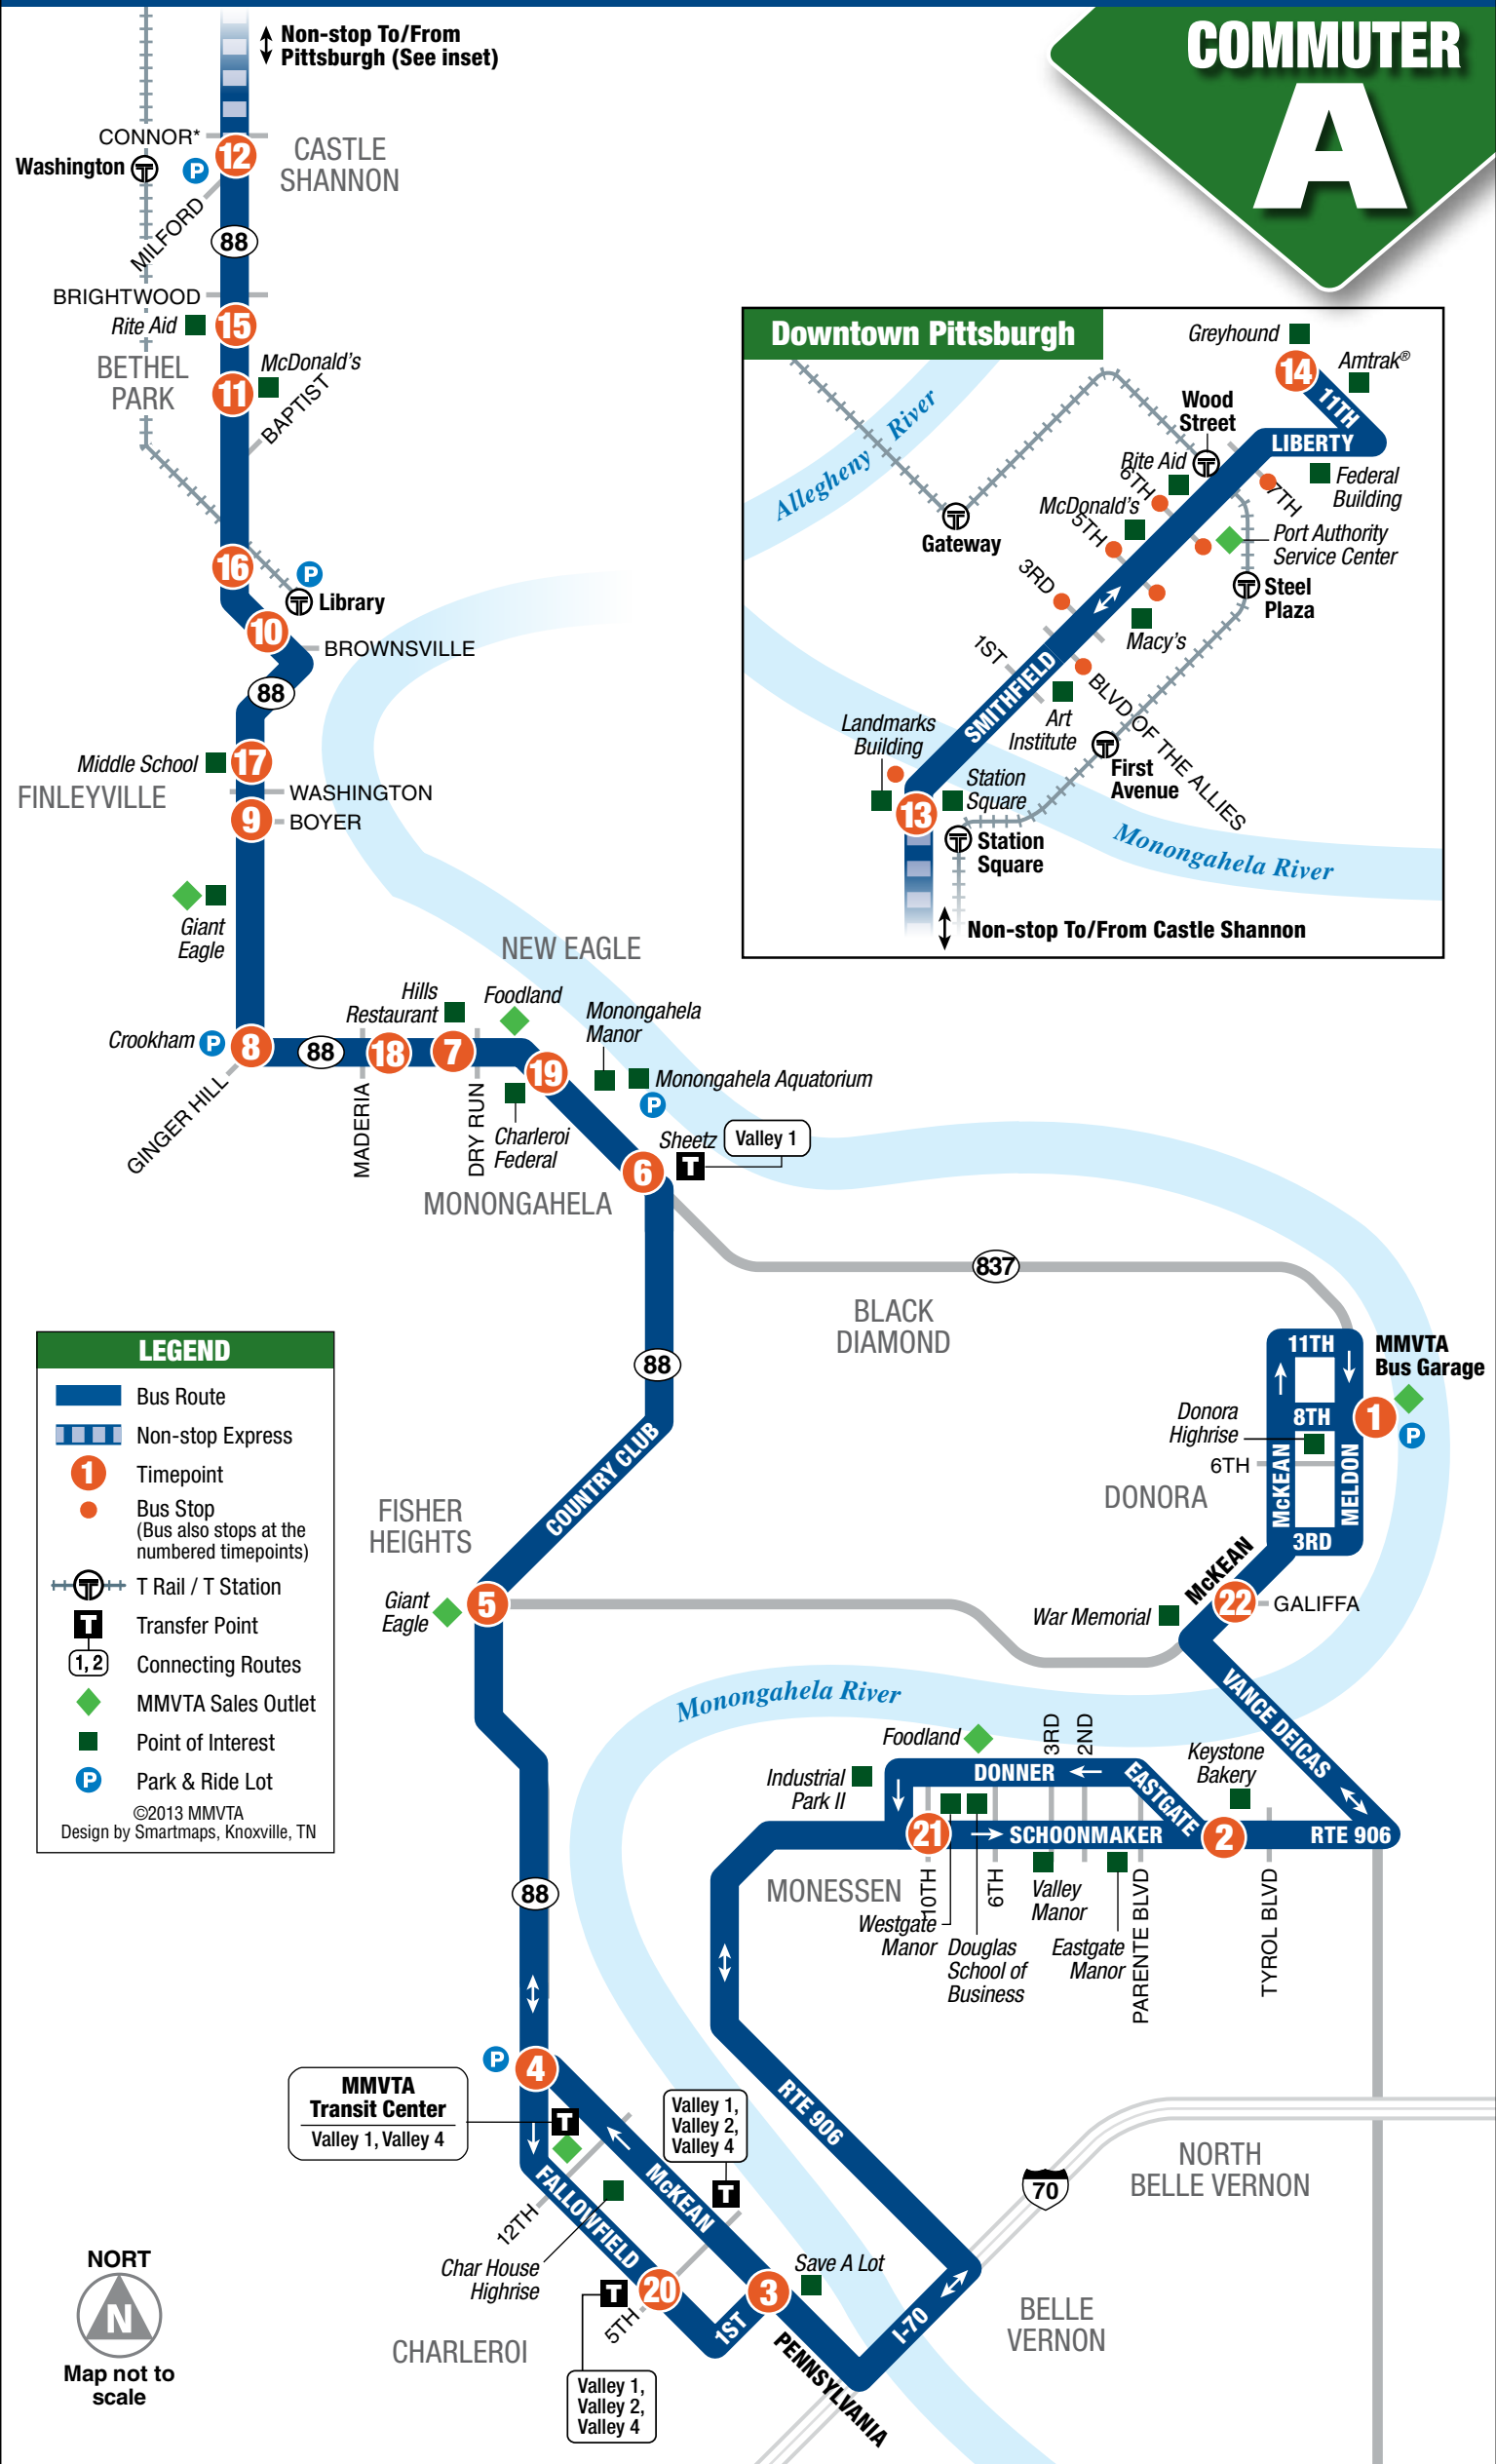 COMMUTER
A
Non-stop To/From
Pittsburgh (See inset)
CONNOR*
Washington
P
12
CASTLE
SHANNON
MILFORD
88
BRIGHTWOOD
Rite Aid
15
BETHEL
PARK
McDonald's
11
BAPTIST
16
P
Library
10
BROWNSVILLE
88
Middle School
17
FINLEYVILLE
WASHINGTON
9
BOYER
Giant
Eagle
Crookham
P
8
88
18
7
GINGER HILL
MADERIA
Hills
Restaurant
DRY RUN
Foodland
NEW EAGLE
19
Charleroi
Federal
Monongahela
Manor
Monongahela Aquatorium
P
Sheetz
T
Valley 1
6
MONONGAHELA
Downtown Pittsburgh
Greyhound
14
Amtrak®
11TH
LIBERTY
Wood
Street
Rite Aid
6TH
7TH
Federal
Building
McDonald's
5TH
Port Authority
Service Center
Allegheny River
Gateway
3RD
Steel
Plaza
Macy's
1ST
SMITHFIELD
BLVD OF THE ALLIES
Art
Institute
Landmarks
Building
First
Avenue
Station
Square
13
Station
Square
Monongahela River
Non-stop To/From Castle Shannon
837
BLACK
DIAMOND
88
COUNTRY CLUB
FISHER
HEIGHTS
Giant
Eagle
5
11TH
MMVTA
Bus Garage
8TH
1
P
Donora
Highrise
6TH
McKEAN
MELDON
DONORA
3RD
McKEAN
22
GALIFFA
War Memorial
VANCE DEICAS
Monongahela River
Foodland
3RD
2ND
Keystone
Bakery
Industrial
Park II
DONNER
EASTGATE
21
SCHOONMAKER
2
RTE 906
MONESSEN
10TH
6TH
Valley
Manor
PARENTE BLVD
TYROL BLVD
Westgate
Manor
Douglas
School of
Business
Eastgate
Manor
88
P
4
MMVTA
Transit Center
Valley 1, Valley 4
T
Valley 1,
Valley 2,
Valley 4
T
RTE 906
McKEAN
FALLOWFIELD
12TH
Char House
Highrise
T
20
5TH
3
Save A Lot
1ST
I-70
PENNSYLVANIA
CHARLEROI
Valley 1,
Valley 2,
Valley 4
70
NORTH
BELLE VERNON
BELLE
VERNON
LEGEND
Bus Route
Non-stop Express
1
Timepoint
Bus Stop
(Bus also stops at the
numbered timepoints)
T Rail / T Station
T
Transfer Point
1, 2
Connecting Routes
MMVTA Sales Outlet
Point of Interest
P
Park & Ride Lot
©2013 MMVTA
Design by Smartmaps, Knoxville, TN
NORT
N
Map not to
scale